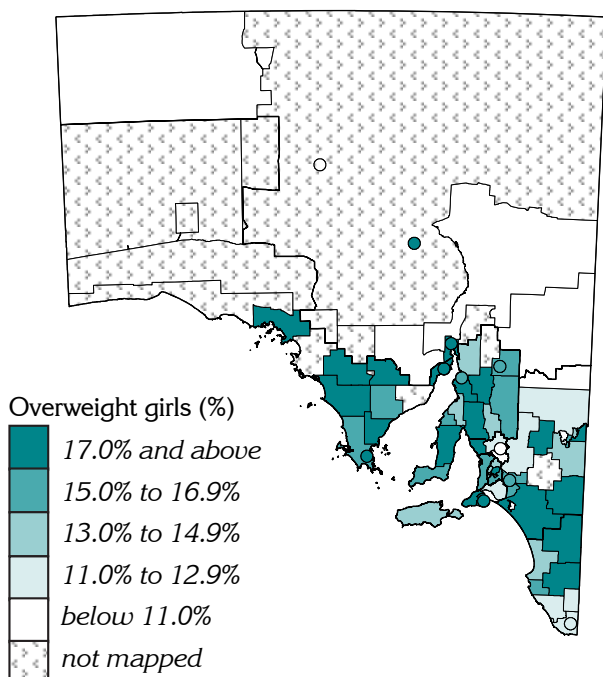 Overweight girls (%)
17.0% and above
15.0% to 16.9%
13.0% to 14.9%
11.0% to 12.9%
below 11.0%
not mapped